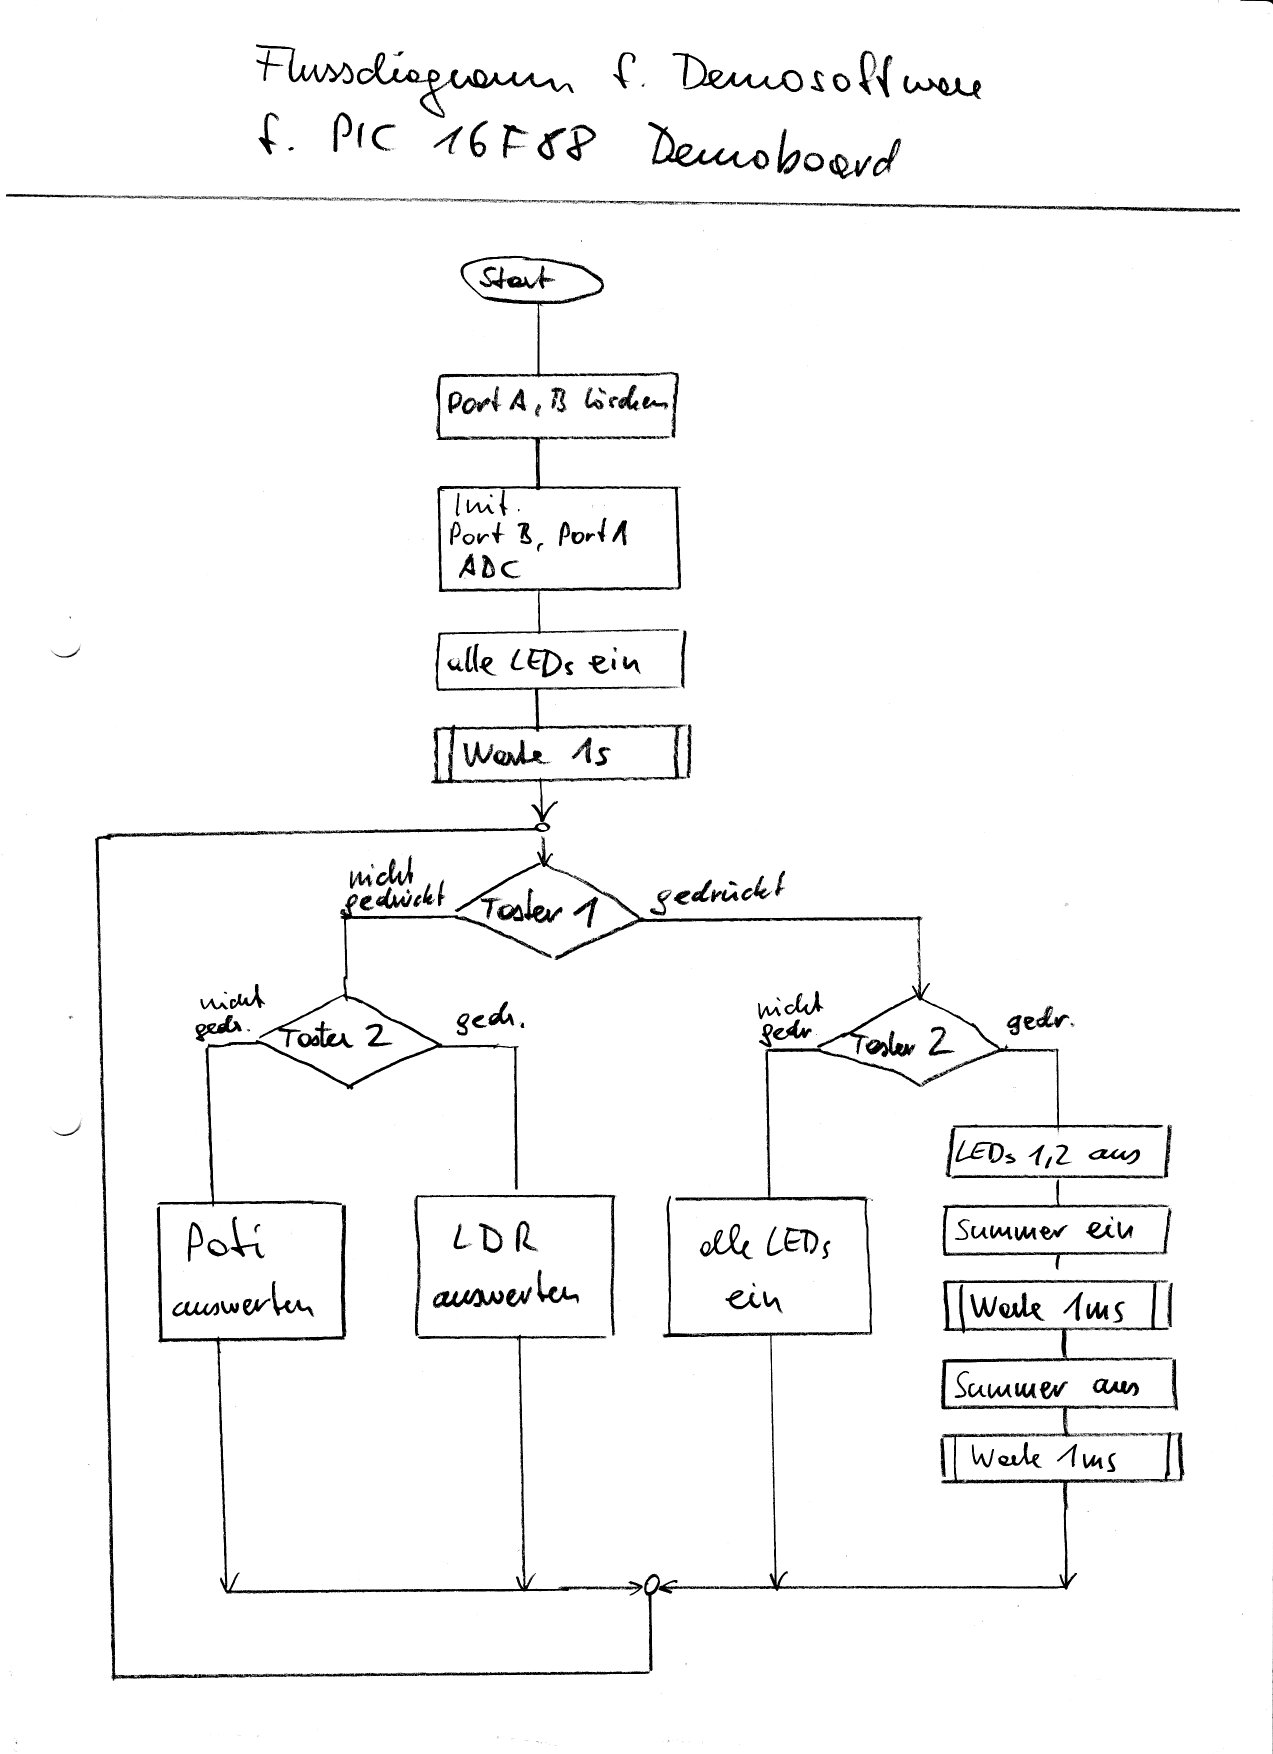 Flussdiagramm f. Demosoftware
f. PIC 16F88 Demoboard
Start
Port A, B löschen
Init.
Port B, Port A
ADC
alle LEDs ein
Warte 1s
nicht
gedrückt
Taster 1
gedrückt
nicht
gedr.
Taster 2
gedr.
nicht
gedr.
Taster 2
gedr.
Poti
auswerten
LDR
auswerten
alle LEDs
ein
LEDs 1,2 aus
Summer ein
Warte 1ms
Summer aus
Warte 1ms